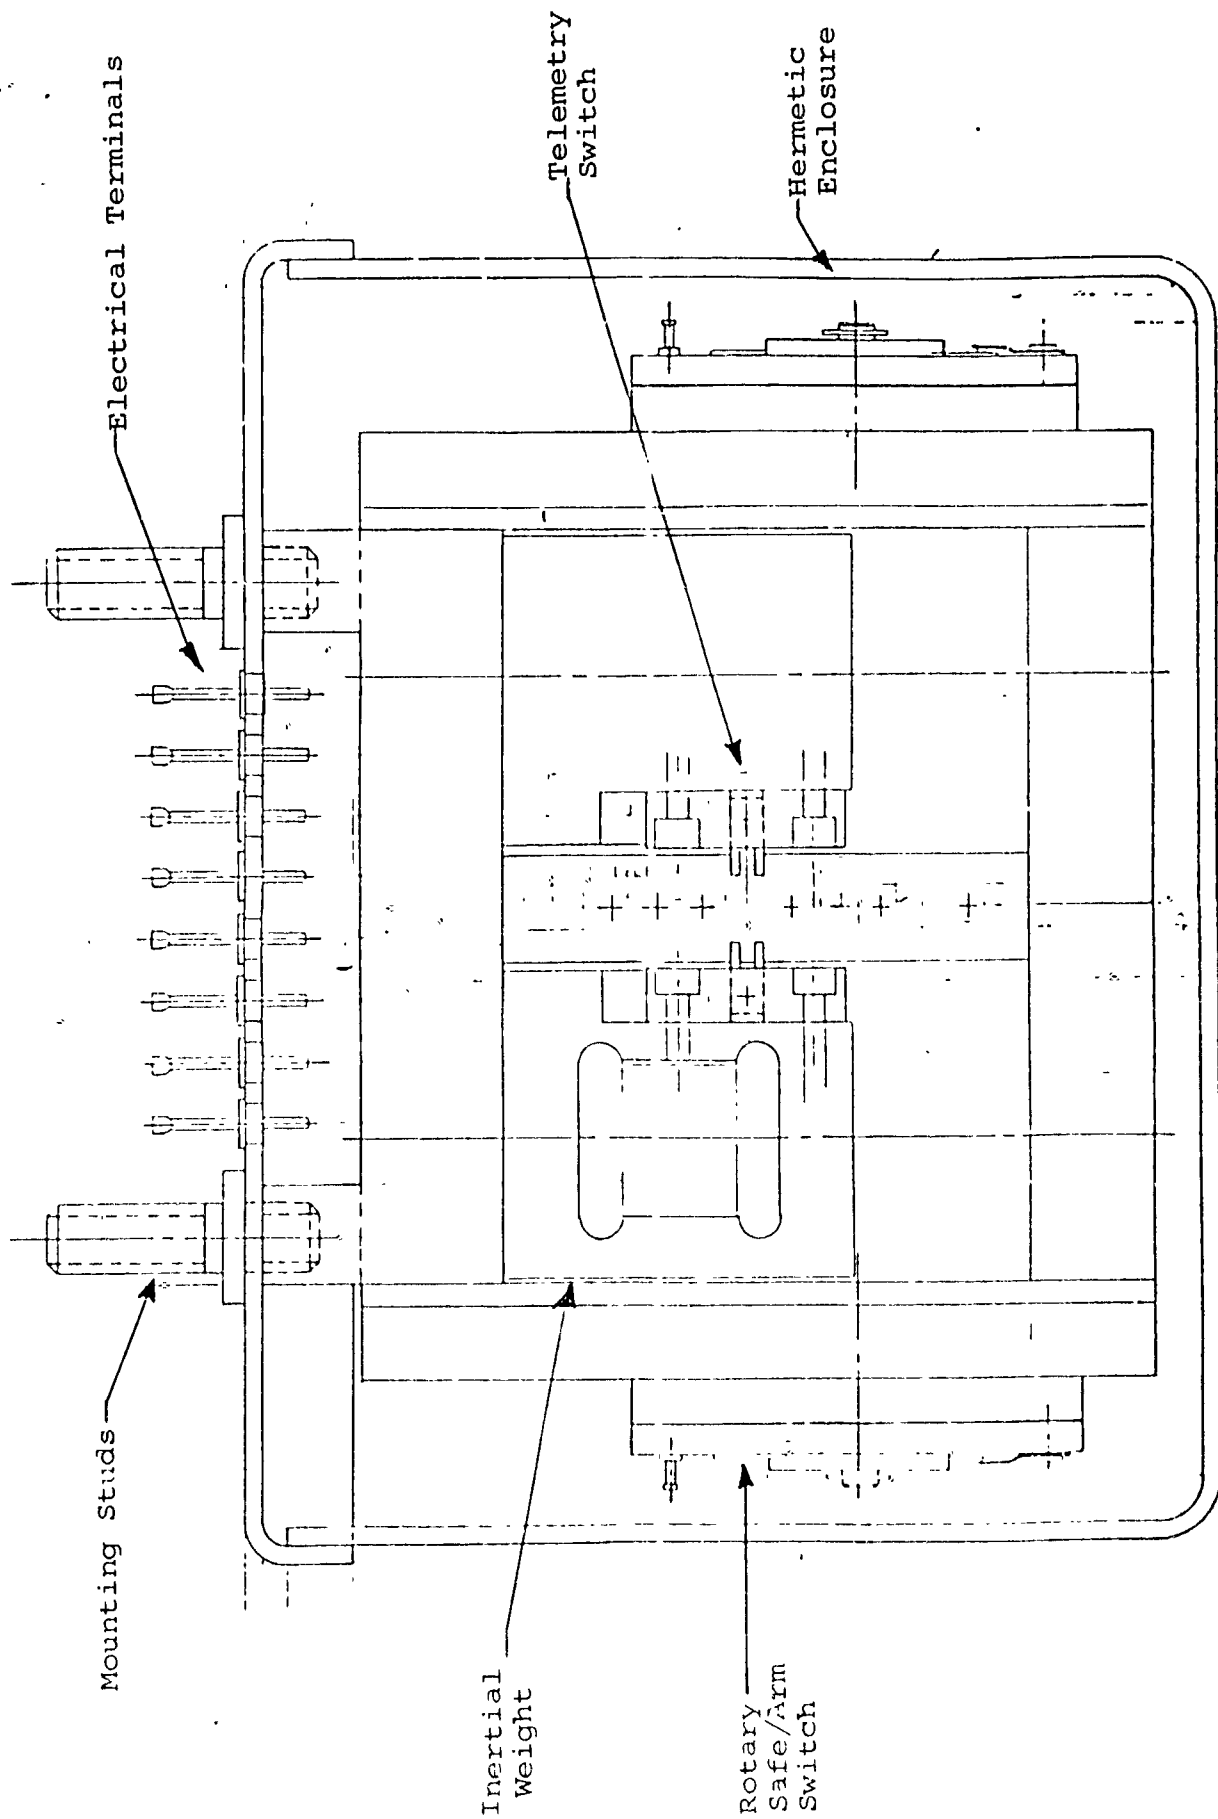 Mounting Studs
Electrical Terminals
Inertial
Weight
Telemetry
Switch
Rotary
Safe/Arm
Switch
Hermetic
Enclosure